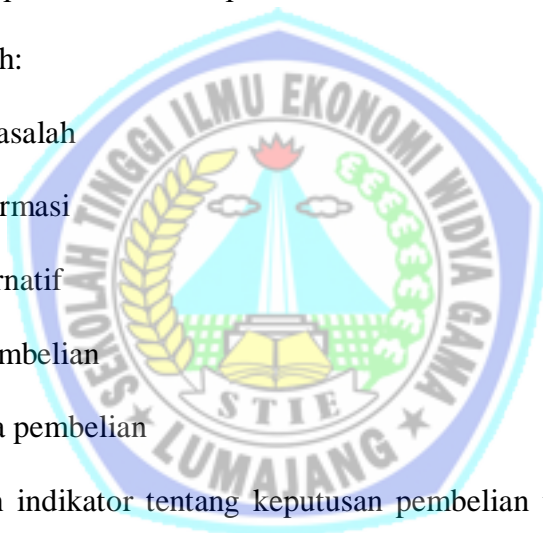 h:
asalah
SEKOLAH TINGGI ILMU EKONOMI WIDYA GAMA
rmasi
rnatif
mbelian
STIE
a pembelian
LUMAJANG
n indikator tentang keputusan pembelian